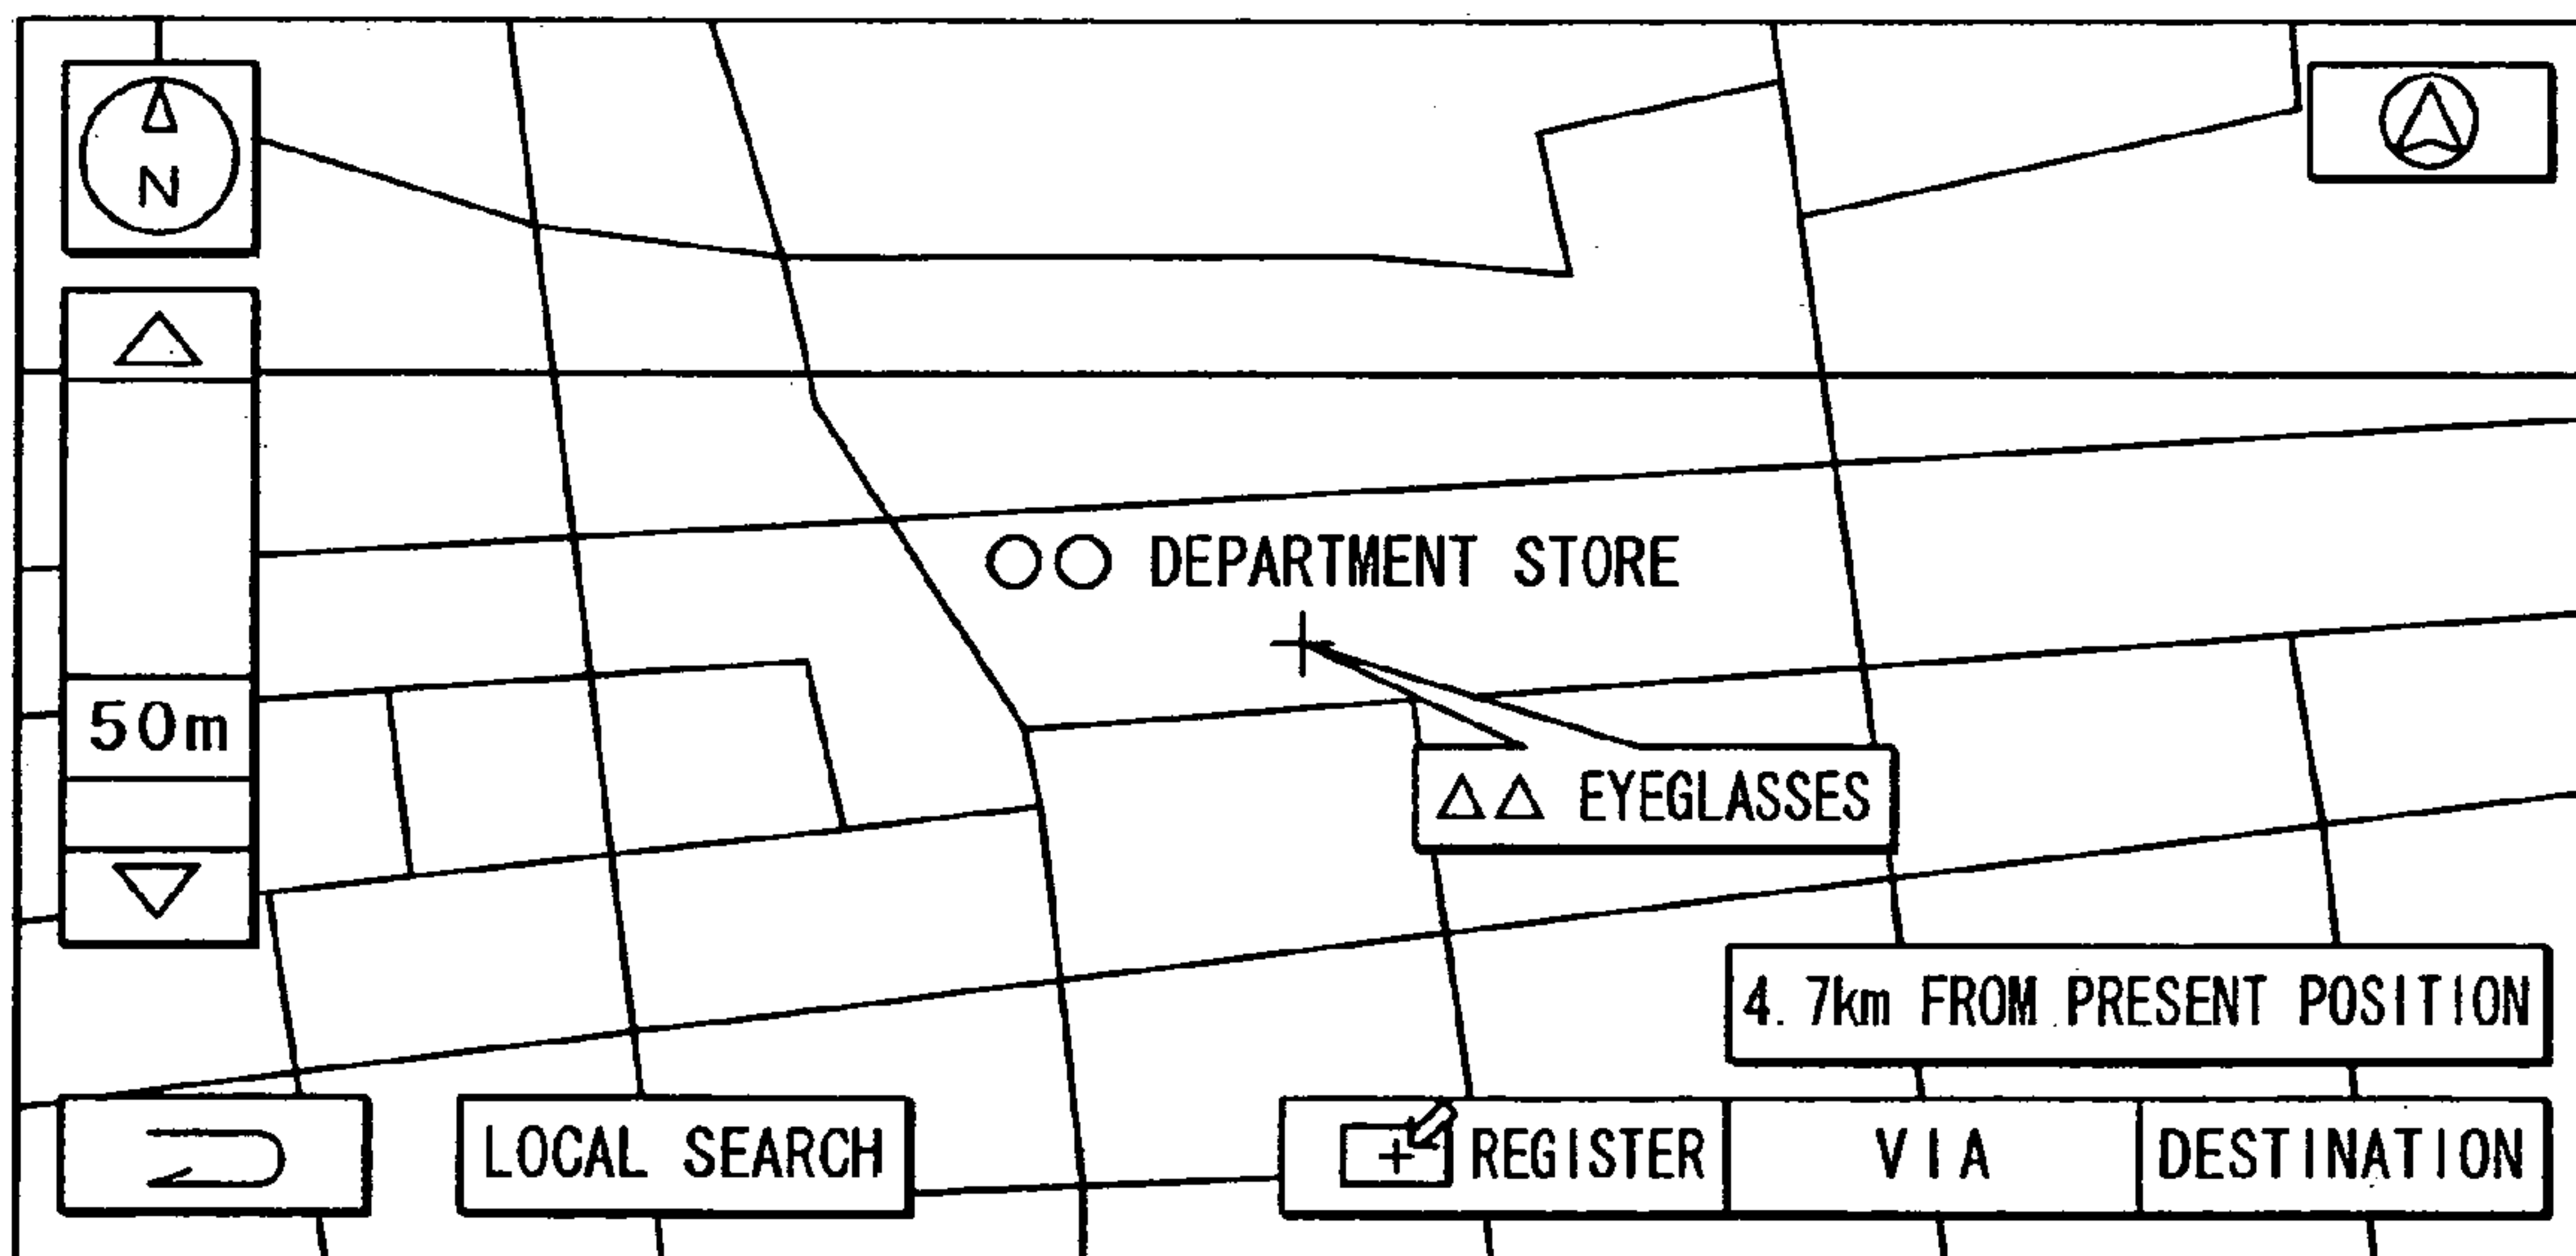 N
50m
○○ DEPARTMENT STORE
△△ EYEGLASSES
4.7km FROM PRESENT POSITION
LOCAL SEARCH
REGISTER
VIA
DESTINATION